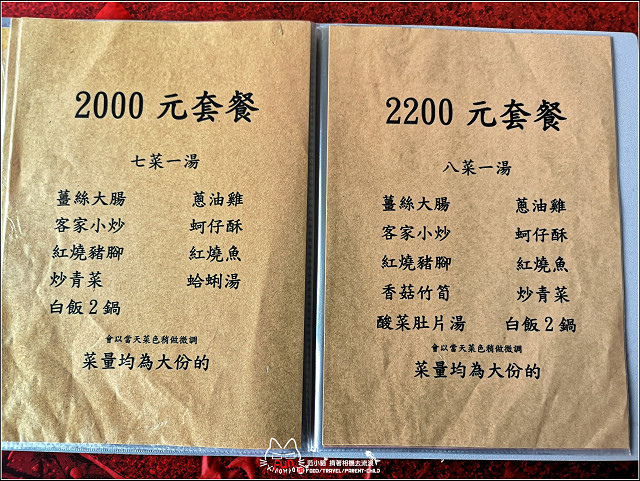 2000 元套餐
七菜一湯
薑絲大腸 蔥油雞
客家小炒 蚵仔酥
紅燒豬腳 紅燒魚
炒青菜 蛤蜊湯
白飯2鍋
會以當天菜色稍做微調
菜量均為大份的
2200 元套餐
八菜一湯
薑絲大腸 蔥油雞
客家小炒 蚵仔酥
紅燒豬腳 紅燒魚
香菇竹筍 炒青菜
酸菜肚片湯 白飯2鍋
會以當天菜色稍做微調
菜量均為大份的
FOOD/TRAVEL/PARENT-CHILD